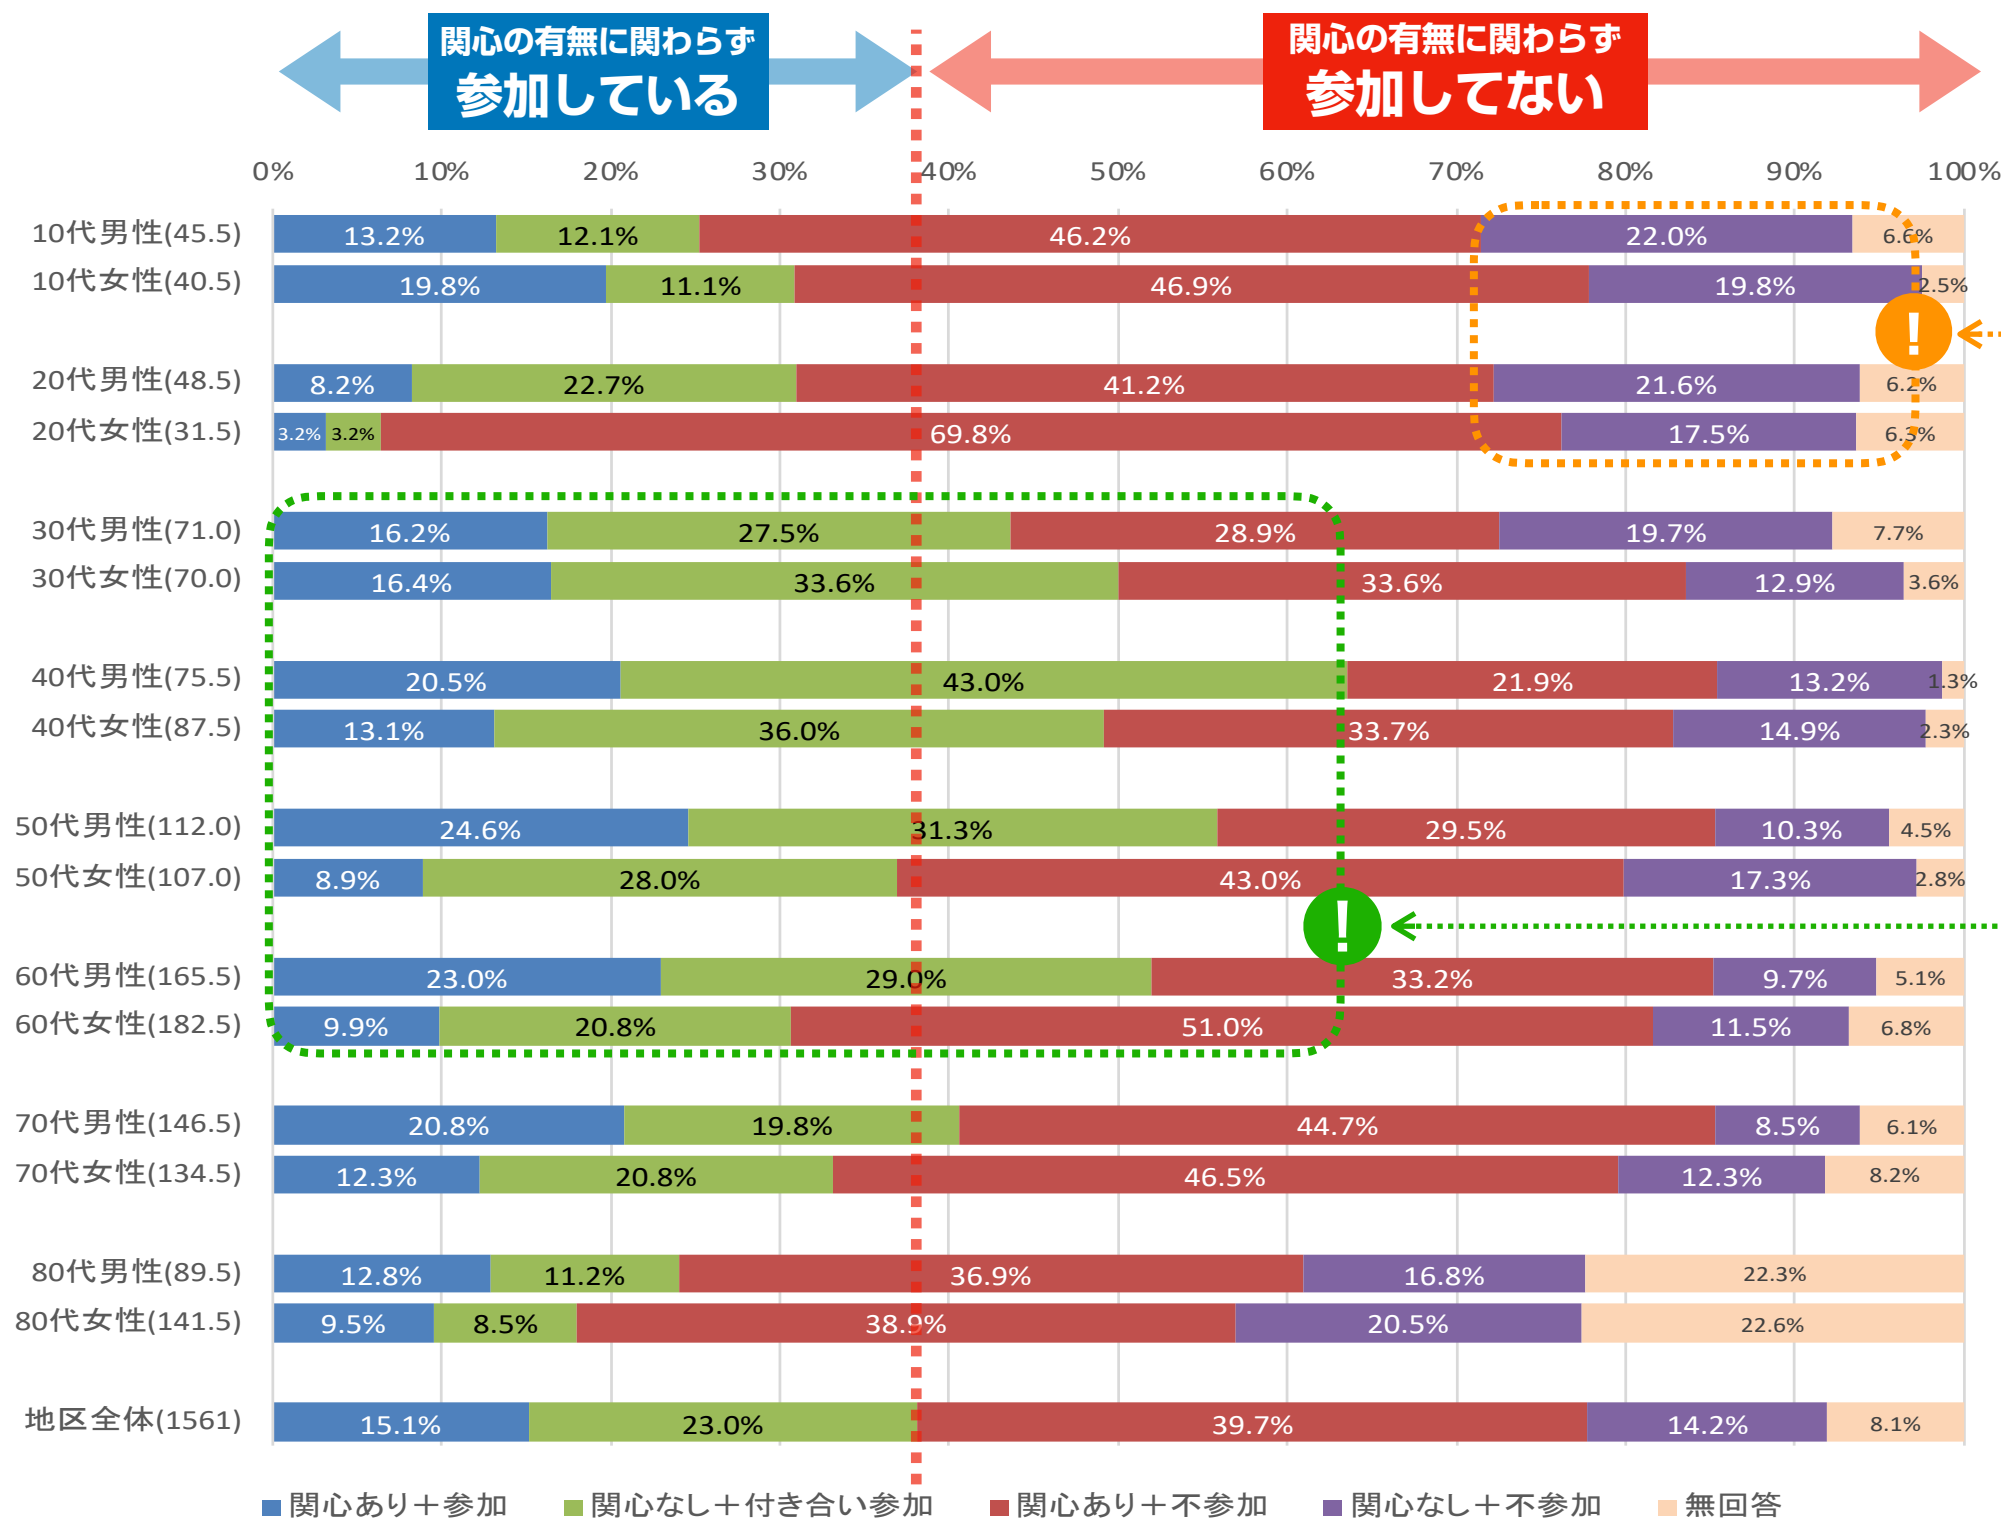 関心の有無に関わらず
参加している
関心の有無に関わらず
参加してない
0% 10% 20% 30% 40% 50% 60% 70% 80% 90% 100%
10代男性(45.5) 13.2% 12.1% 46.2% 22.0% 6.6%
10代女性(40.5) 19.8% 11.1% 46.9% 19.8% 2.5%
!
20代男性(48.5) 8.2% 22.7% 41.2% 21.6% 6.2%
20代女性(31.5) 3.2% 3.2% 69.8% 17.5% 6.3%
30代男性(71.0) 16.2% 27.5% 28.9% 19.7% 7.7%
30代女性(70.0) 16.4% 33.6% 33.6% 12.9% 3.6%
40代男性(75.5) 20.5% 43.0% 21.9% 13.2% 1.3%
40代女性(87.5) 13.1% 36.0% 33.7% 14.9% 2.3%
50代男性(112.0) 24.6% 31.3% 29.5% 10.3% 4.5%
50代女性(107.0) 8.9% 28.0% 43.0% 17.3% 2.8%
!
60代男性(165.5) 23.0% 29.0% 33.2% 9.7% 5.1%
60代女性(182.5) 9.9% 20.8% 51.0% 11.5% 6.8%
70代男性(146.5) 20.8% 19.8% 44.7% 8.5% 6.1%
70代女性(134.5) 12.3% 20.8% 46.5% 12.3% 8.2%
80代男性(89.5) 12.8% 11.2% 36.9% 16.8% 22.3%
80代女性(141.5) 9.5% 8.5% 38.9% 20.5% 22.6%
地区全体(1561) 15.1% 23.0% 39.7% 14.2% 8.1%
関心あり＋参加 関心なし＋付き合い参加 関心あり＋不参加 関心なし＋不参加 無回答